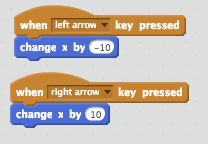 when left arrow key pressed
change x by -10
when right arrow key pressed
change x by 10